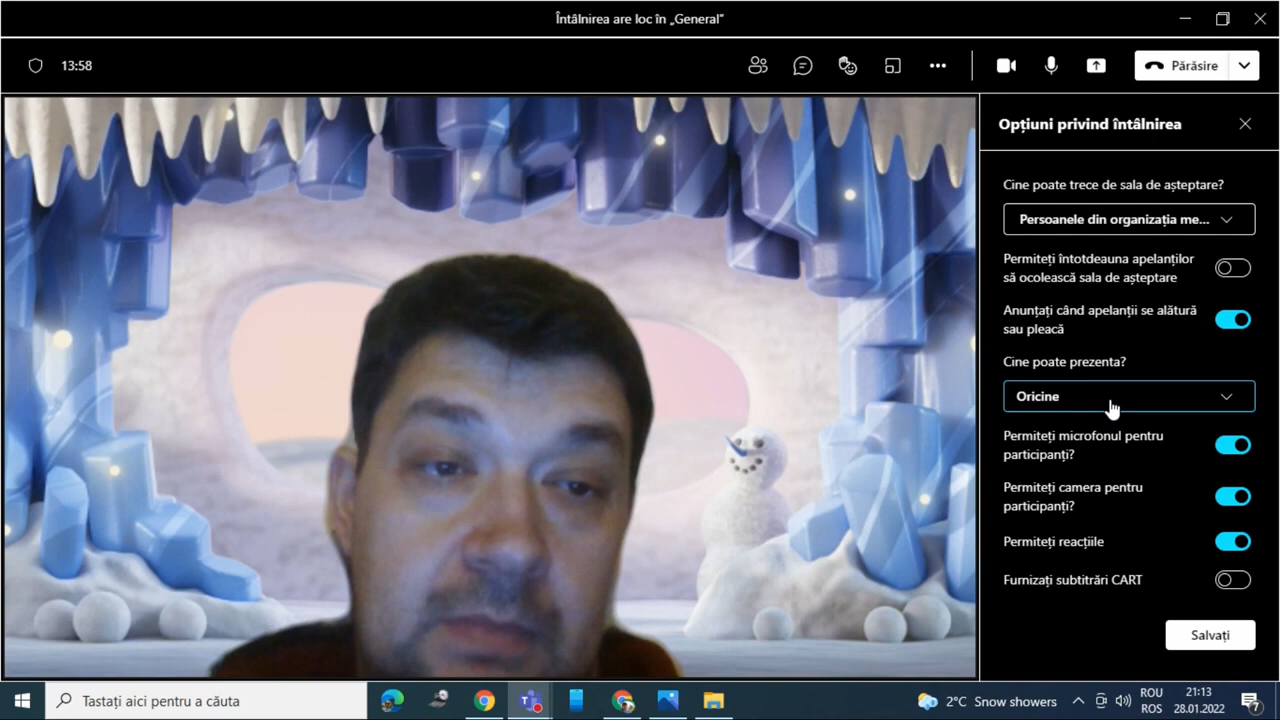 Întâlnirea are loc în „General”
13:58
Părăsire
Opțiuni privind întâlnirea
Cine poate trece de sala de așteptare?
Persoanele din organizația me...
Permiteți întotdeauna apelanților
să ocolească sala de așteptare
Anunțați când apelanții se alătură
sau pleacă
Cine poate prezenta?
Oricine
Permiteți microfonul pentru
participanți?
Permiteți camera pentru
participanți?
Permiteți reacțiile
Furnizați subtitrări CART
Salvați
Tastați aici pentru a căuta
2°C Snow showers
ROU
ROS
21:13
28.01.2022
7